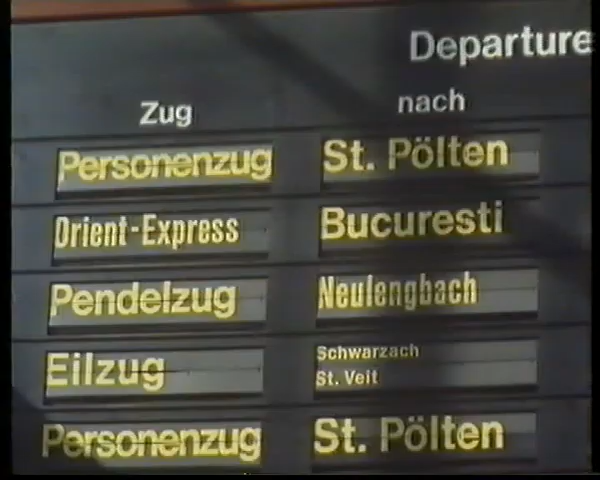 Departure
Zug nach
Personenzug St. Pölten
Orient-Express Bucuresti
Pendelzug Neulengbach
Eilzug Schwarzach
St. Veit
Personenzug St. Pölten